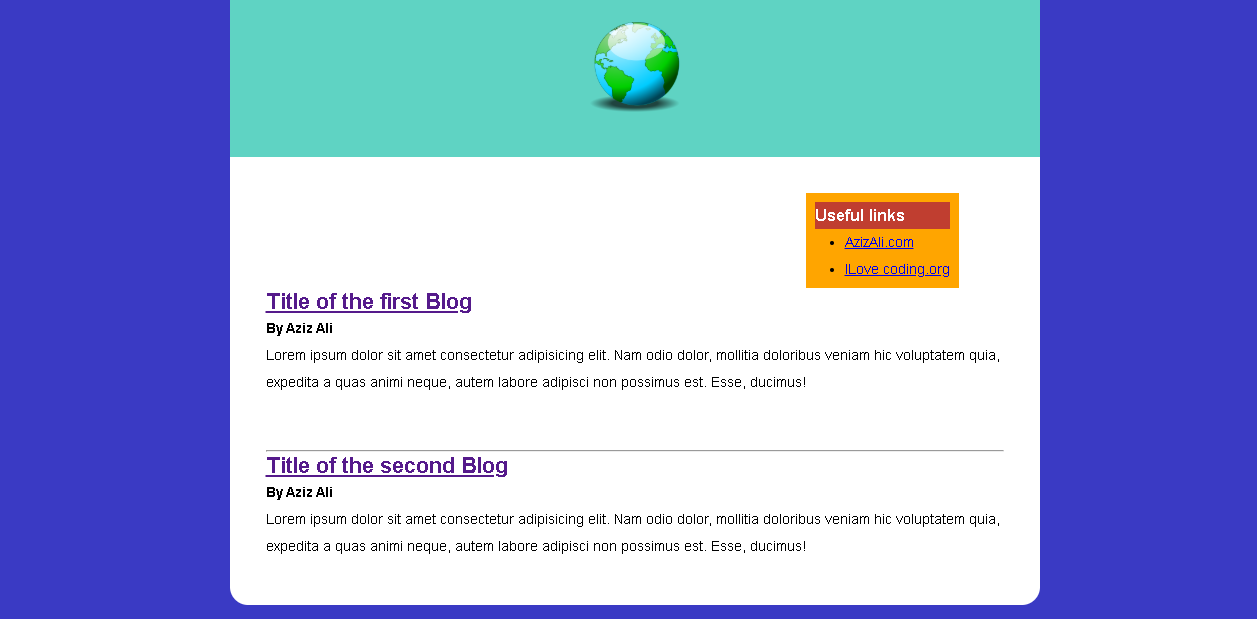 Useful links
AzizAli.com
ILove coding.org
Title of the first Blog
By Aziz Ali
Lorem ipsum dolor sit amet consectetur adipisicing elit. Nam odio dolor, mollitia doloribus veniam hic voluptatem quia,
expedita a quas animi neque, autem labore adipisci non possimus est. Esse, ducimus!
Title of the second Blog
By Aziz Ali
Lorem ipsum dolor sit amet consectetur adipisicing elit. Nam odio dolor, mollitia doloribus veniam hic voluptatem quia,
expedita a quas animi neque, autem labore adipisci non possimus est. Esse, ducimus!